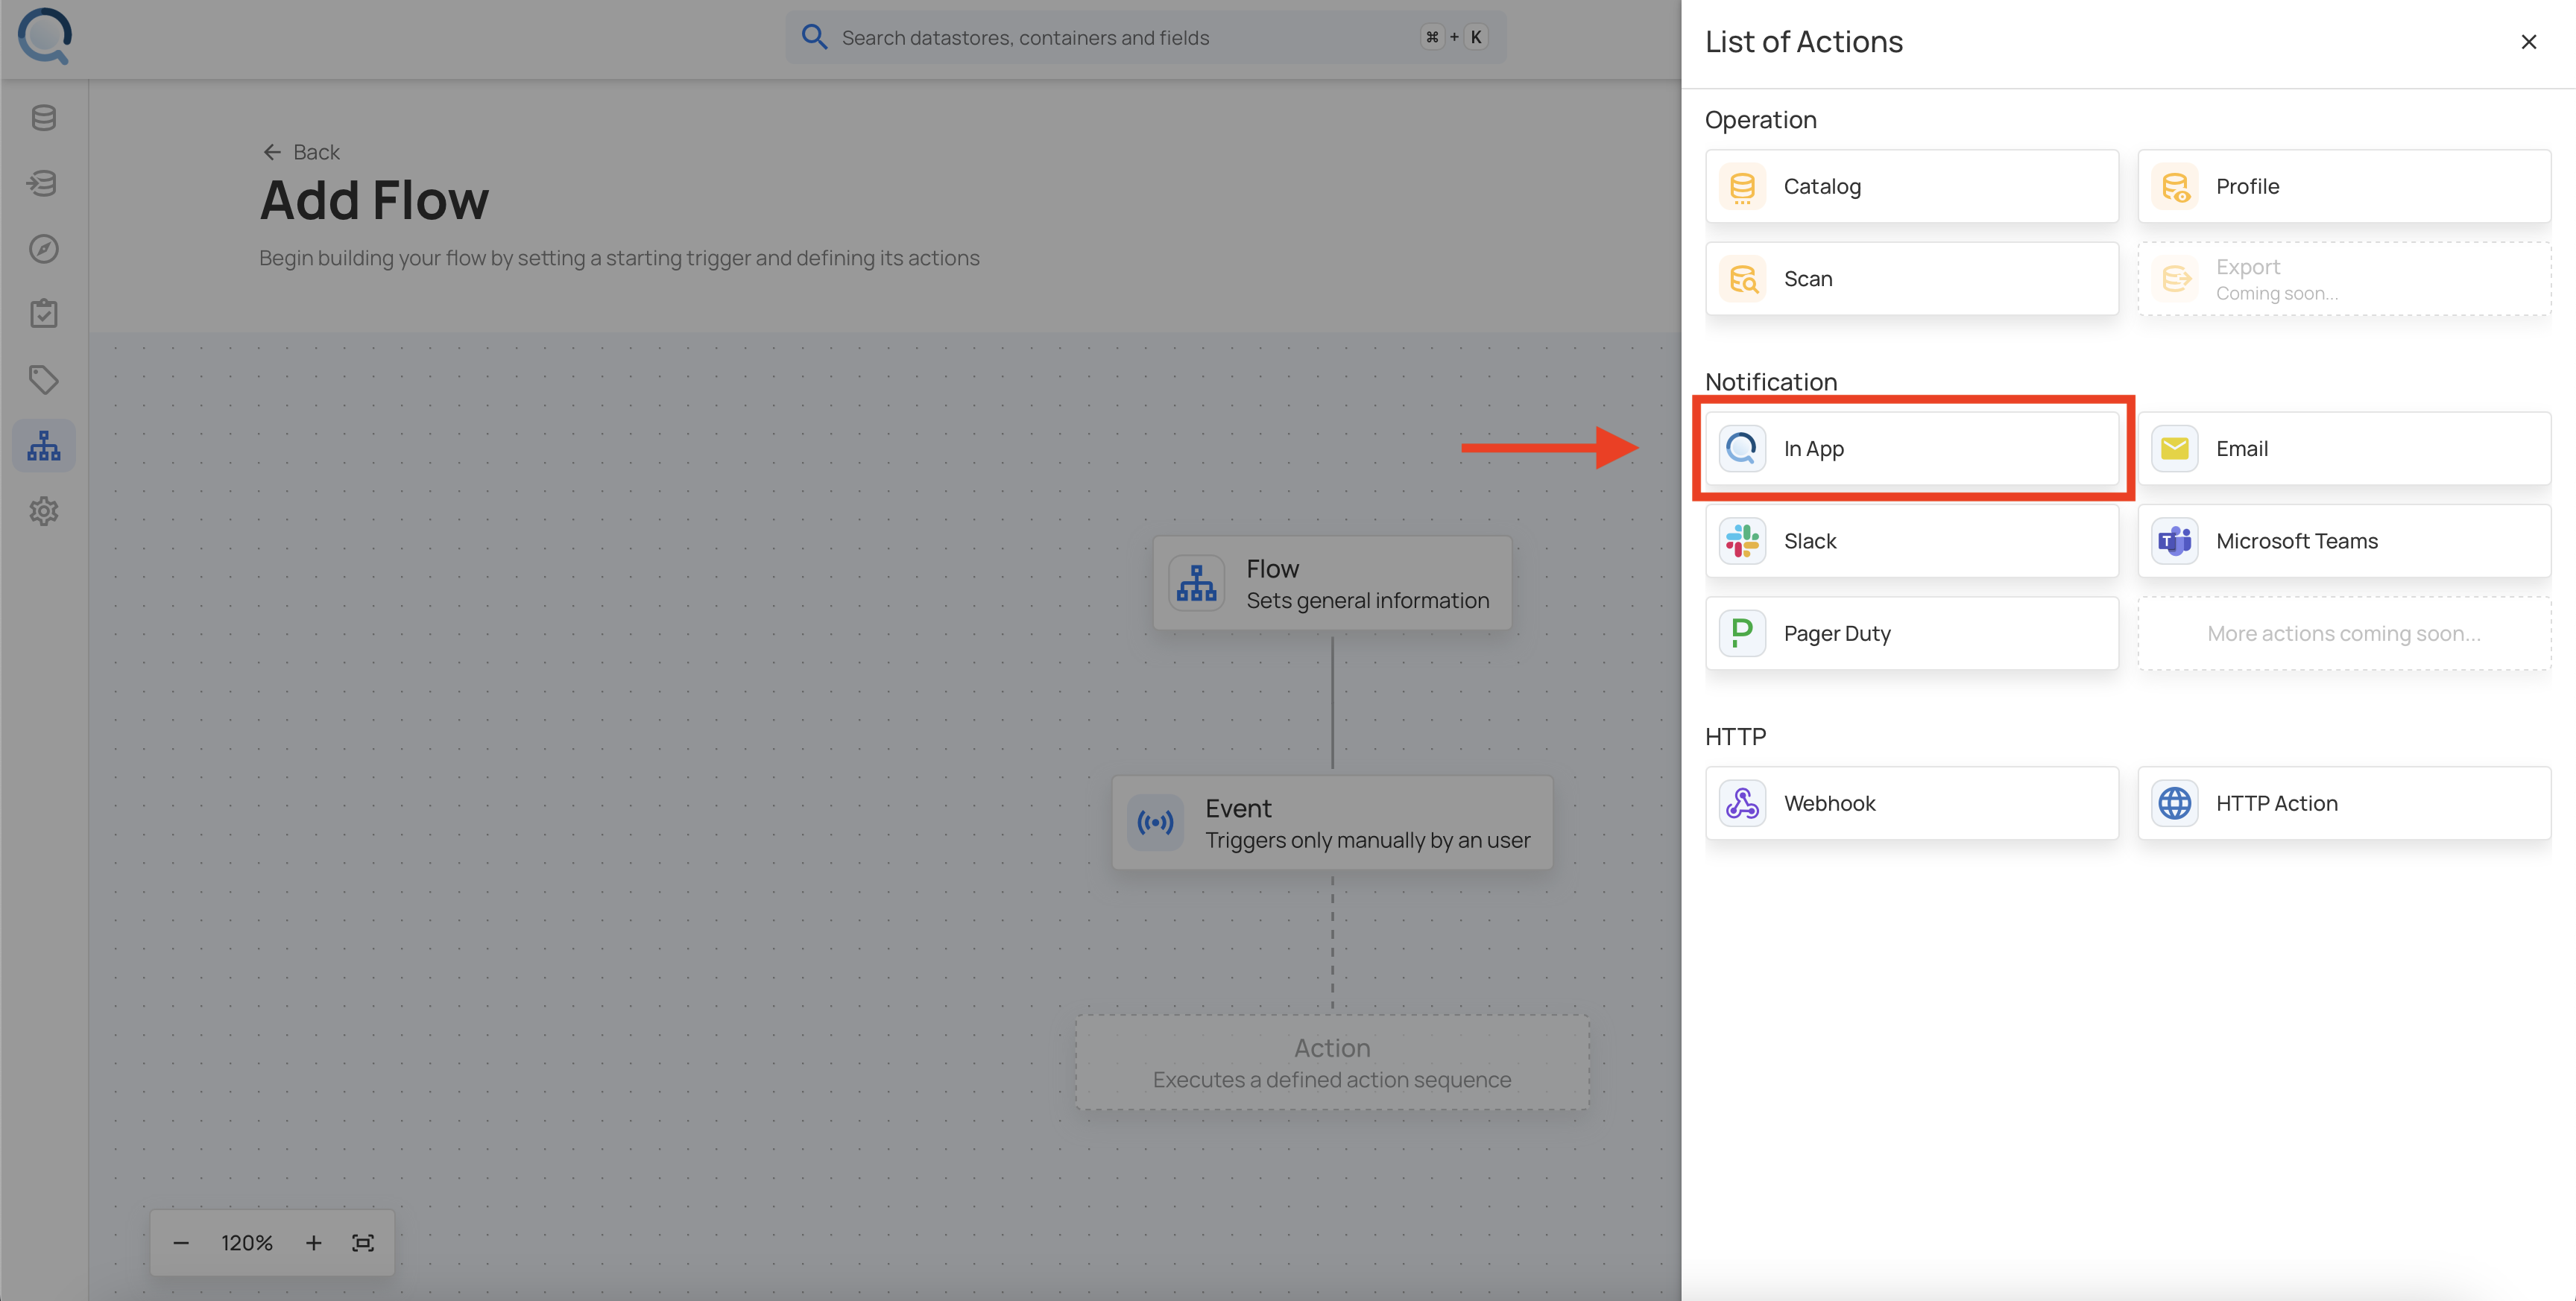 Search datastores, containers and fields
⌘ + K
Back
Add Flow
Begin building your flow by setting a starting trigger and defining its actions
Flow
Sets general information
Event
Triggers only manually by an user
Action
Executes a defined action sequence
120%
List of Actions
Operation
Catalog
Profile
Scan
Export
Coming soon...
Notification
In App
Email
Slack
Microsoft Teams
Pager Duty
More actions coming soon...
HTTP
Webhook
HTTP Action